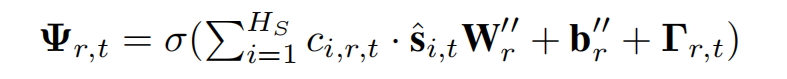 Ψ_{r,t} = σ(∑_{i=1}^{H_S} c_{i,r,t} · ŝ_{i,t} W''_r + b''_r + Γ_{r,t})